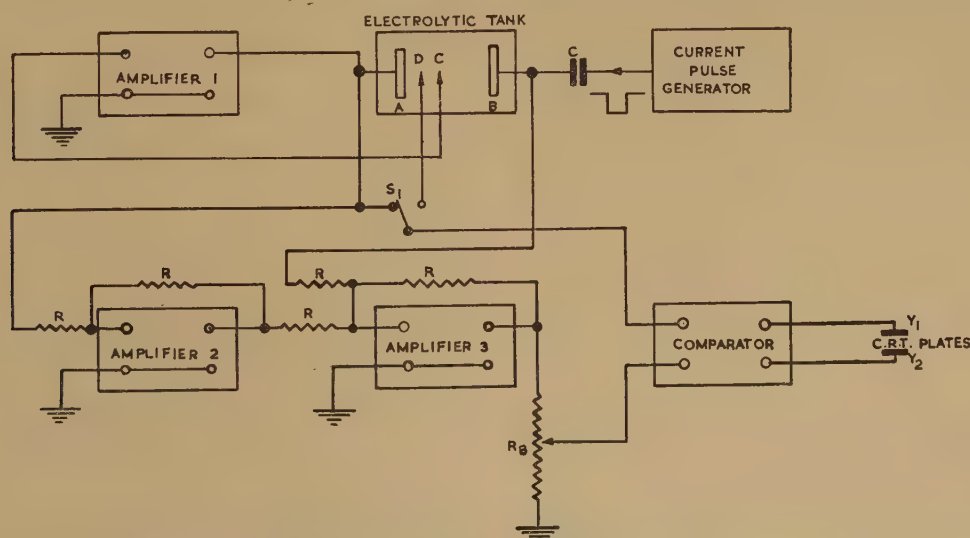 ELECTROLYTIC TANK
AMPLIFIER 1
D C
A
B
C
CURRENT
PULSE
GENERATOR
S1
R
R
R
R
R
AMPLIFIER 2
AMPLIFIER 3
RB
COMPARATOR
Y1
C.R.T. PLATES
Y2